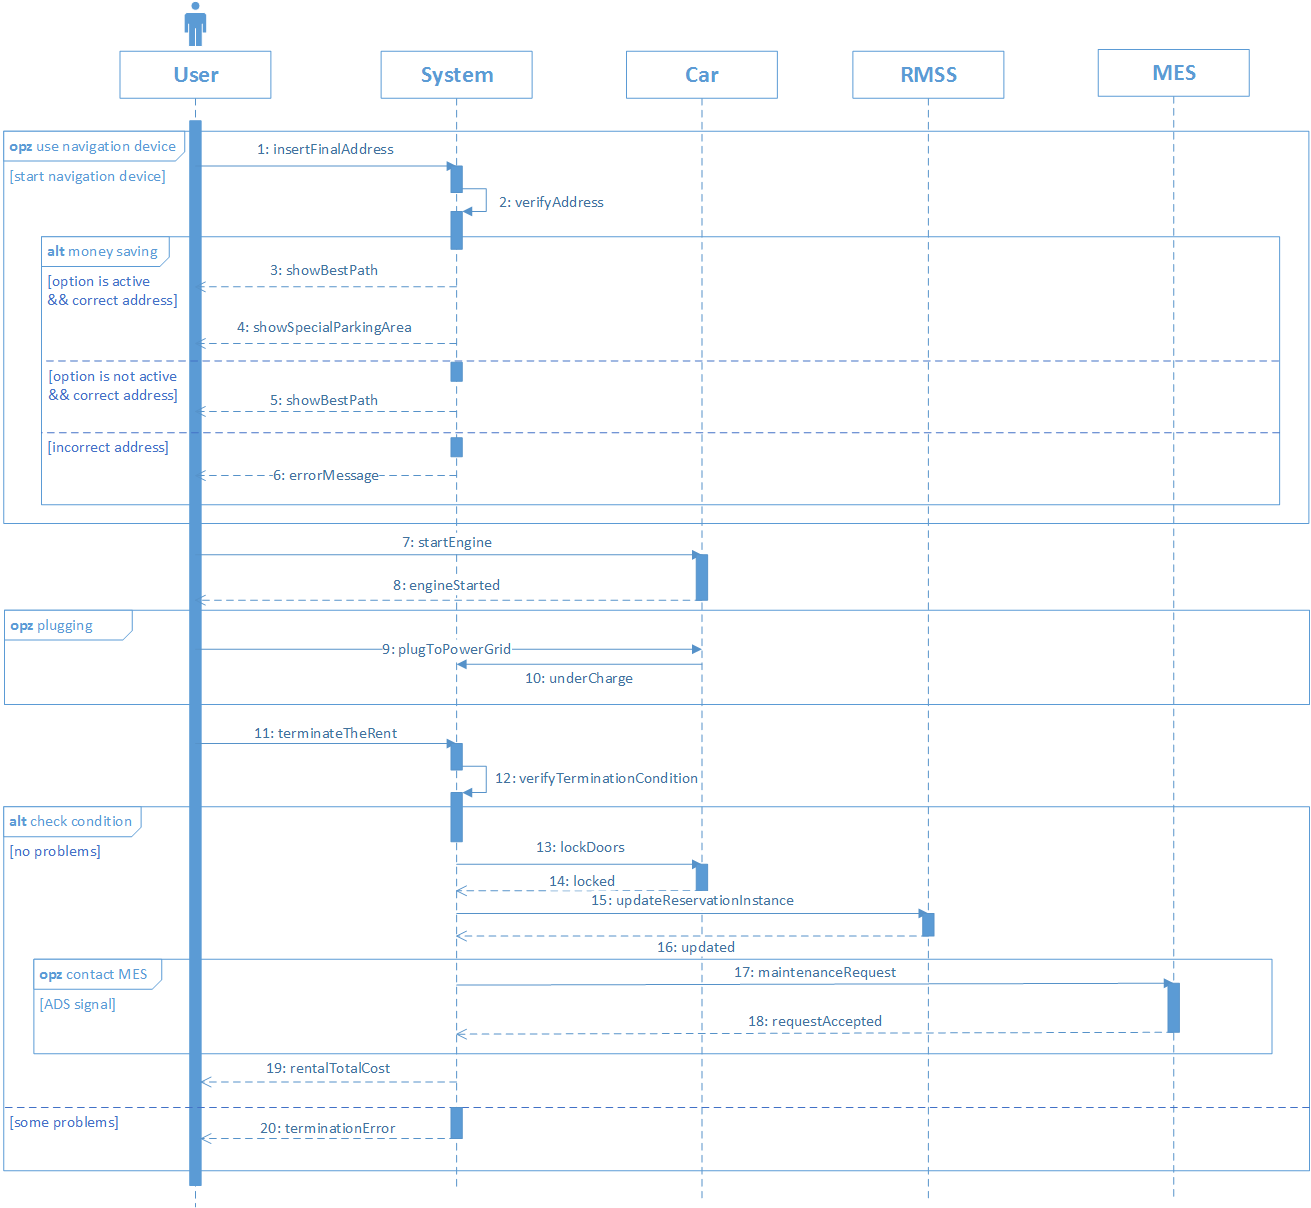 User
System
Car
RMSS
MES
opz use navigation device
[start navigation device]
1: insertFinalAddress
2: verifyAddress
alt money saving
[option is active
&& correct address]
3: showBestPath
4: showSpecialParkingArea
[option is not active
&& correct address]
5: showBestPath
[incorrect address]
6: errorMessage
7: startEngine
8: engineStarted
opz plugging
9: plugToPowerGrid
10: underCharge
11: terminateTheRent
12: verifyTerminationCondition
alt check condition
[no problems]
13: lockDoors
14: locked
15: updateReservationInstance
16: updated
opz contact MES
[ADS signal]
17: maintenanceRequest
18: requestAccepted
19: rentalTotalCost
[some problems]
20: terminationError